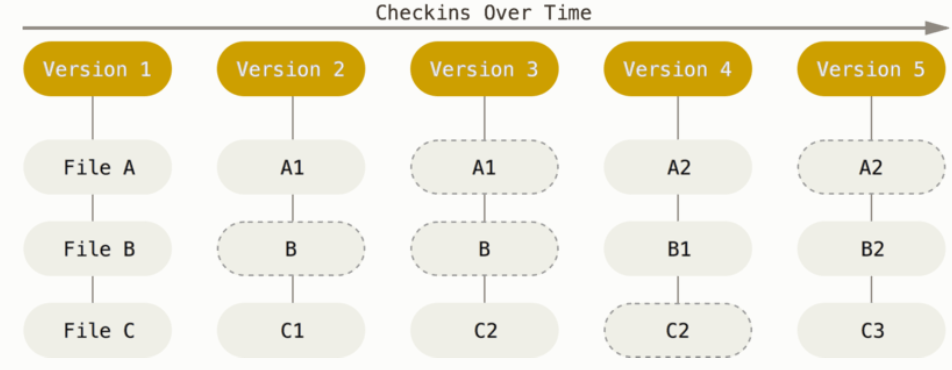 Checkins Over Time
Version 1 Version 2 Version 3 Version 4 Version 5
File A A1 A1 A2 A2
File B B B B1 B2
File C C1 C2 C2 C3